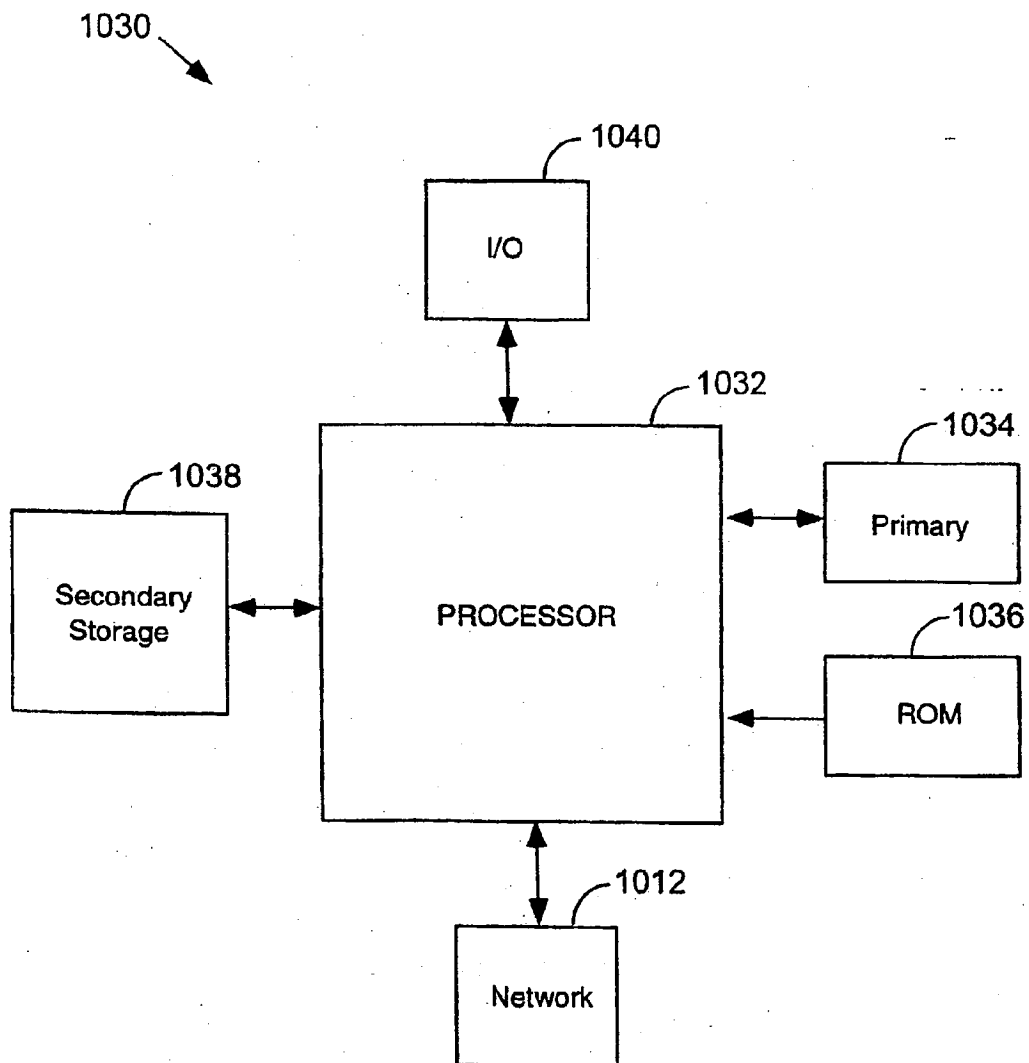 1030
1040
I/O
1032
1034
1038
Primary
Secondary
Storage
PROCESSOR
1036
ROM
1012
Network